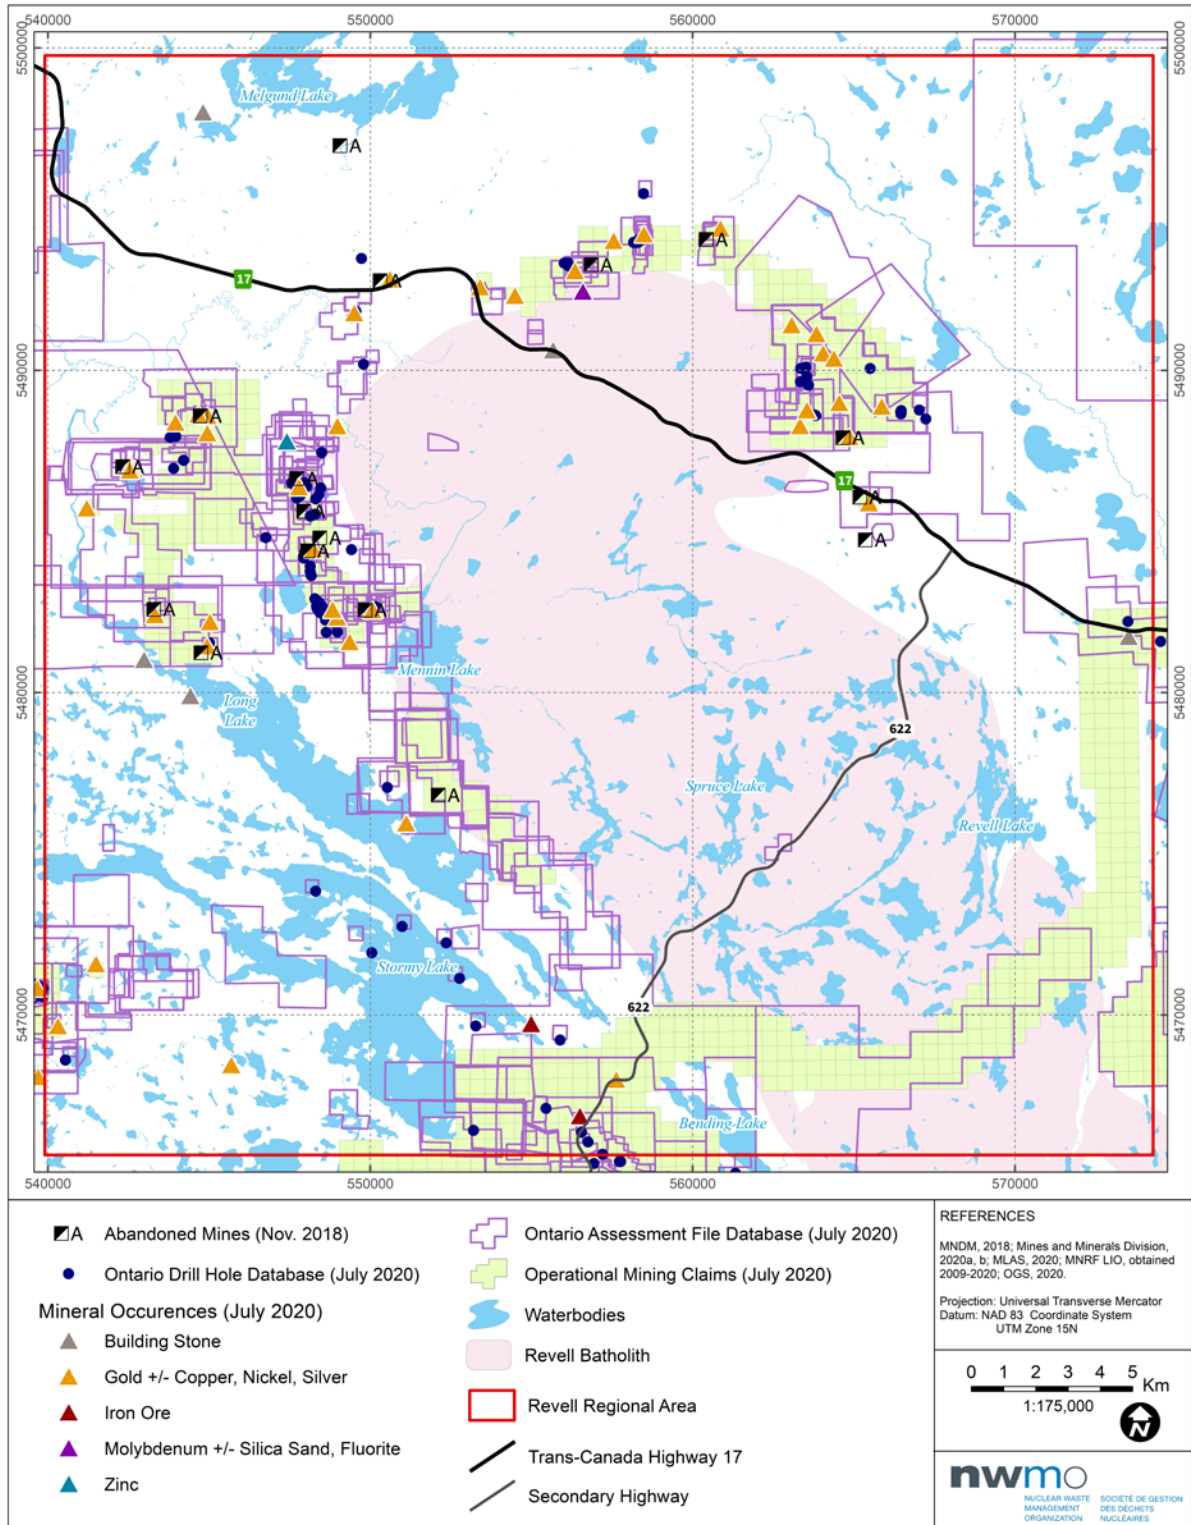 540000
550000
560000
570000
5500000
5500000
Melgund Lake
A
17
A
A
A
5490000
5490000
A
A
A
A
17
A
A
A
A
A
A
A
A
A
Mennin Lake
5480000
5480000
Long
Lake
622
A
Spruce Lake
Revell Lake
Stormy Lake
622
5470000
5470000
Bending Lake
540000
550000
560000
570000
A Abandoned Mines (Nov. 2018)
Ontario Drill Hole Database (July 2020)
Mineral Occurences (July 2020)
Building Stone
Gold +/- Copper, Nickel, Silver
Iron Ore
Molybdenum +/- Silica Sand, Fluorite
Zinc
Ontario Assessment File Database (July 2020)
Operational Mining Claims (July 2020)
Waterbodies
Revell Batholith
Revell Regional Area
Trans-Canada Highway 17
Secondary Highway
REFERENCES
MNDM, 2018; Mines and Minerals Division,
2020a, b; MLAS, 2020; MNRF LIO, obtained
2009-2020; OGS, 2020.
Projection: Universal Transverse Mercator
Datum: NAD 83 Coordinate System
UTM Zone 15N
0 1 2 3 4 5 Km
1:175,000
N
nwmo
NUCLEAR WASTE
MANAGEMENT
ORGANIZATION
SOCIÉTÉ DE GESTION
DES DÉCHETS
NUCLÉAIRES